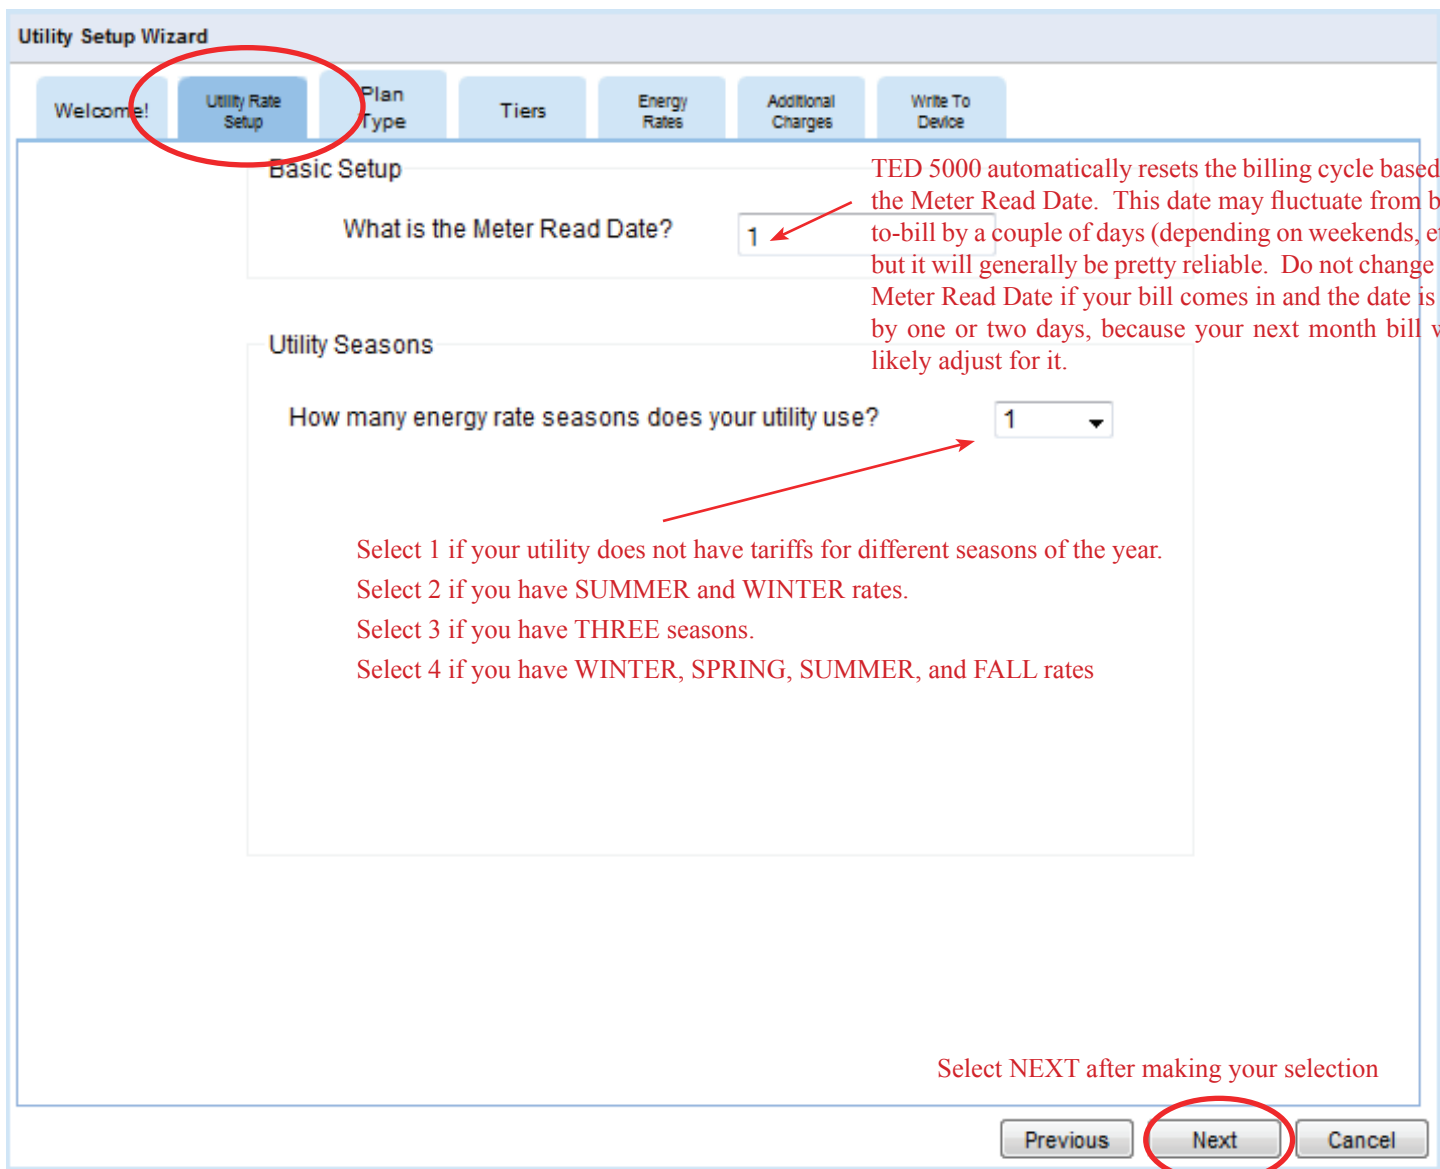 Utility Setup Wizard
Welcome!
Utility Rate
Setup
Plan
Type
Tiers
Energy
Rates
Additional
Charges
Write To
Device
Basic Setup
What is the Meter Read Date?
1
TED 5000 automatically resets the billing cycle based
the Meter Read Date. This date may fluctuate from b
to-bill by a couple of days (depending on weekends, e
but it will generally be pretty reliable. Do not change
Meter Read Date if your bill comes in and the date is
by one or two days, because your next month bill w
likely adjust for it.
Utility Seasons
How many energy rate seasons does your utility use?
1
Select 1 if your utility does not have tariffs for different seasons of the year.
Select 2 if you have SUMMER and WINTER rates.
Select 3 if you have THREE seasons.
Select 4 if you have WINTER, SPRING, SUMMER, and FALL rates
Select NEXT after making your selection
Previous
Next
Cancel